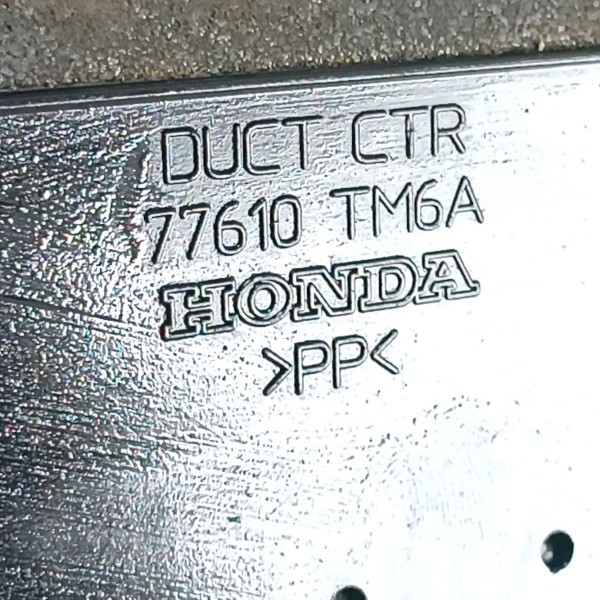 DUCT CTR
77610 TM6A
HONDA
>PP<